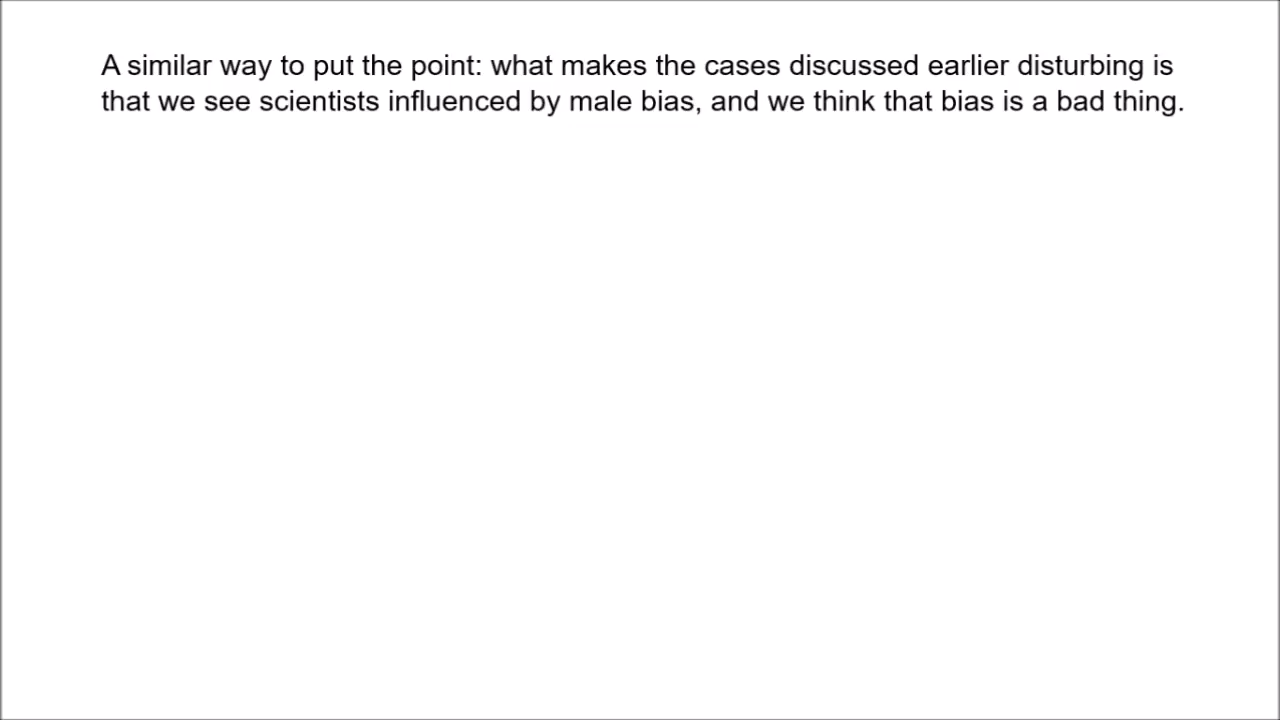 A similar way to put the point: what makes the cases discussed earlier disturbing is
that we see scientists influenced by male bias, and we think that bias is a bad thing.